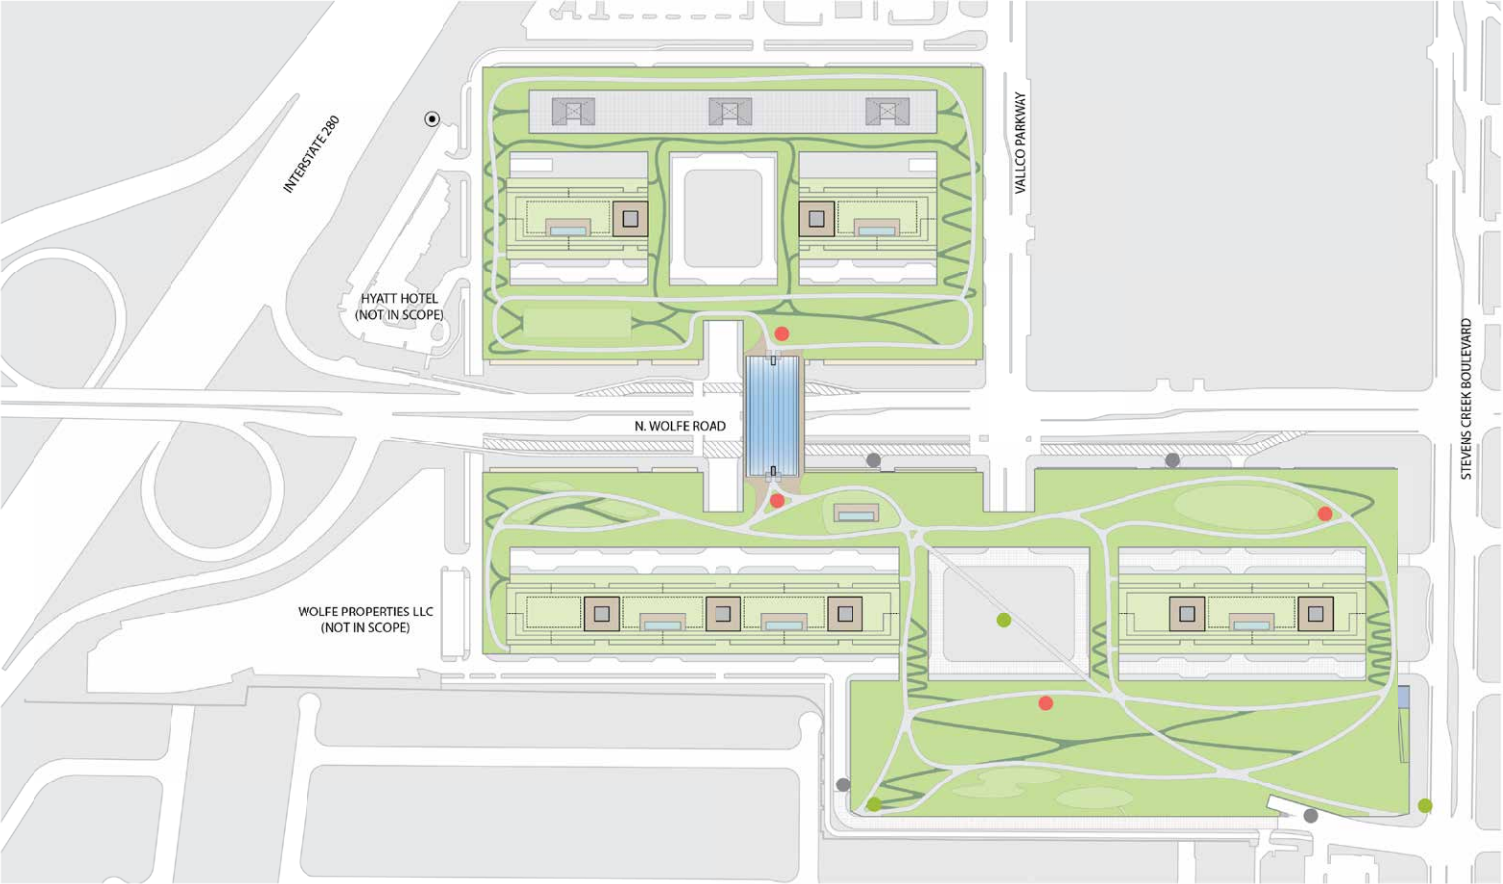 INTERSTATE 280
VALLCO PARKWAY
HYATT HOTEL
(NOT IN SCOPE)
STEVENS CREEK BOULEVARD
N. WOLFE ROAD
WOLFE PROPERTIES LLC
(NOT IN SCOPE)